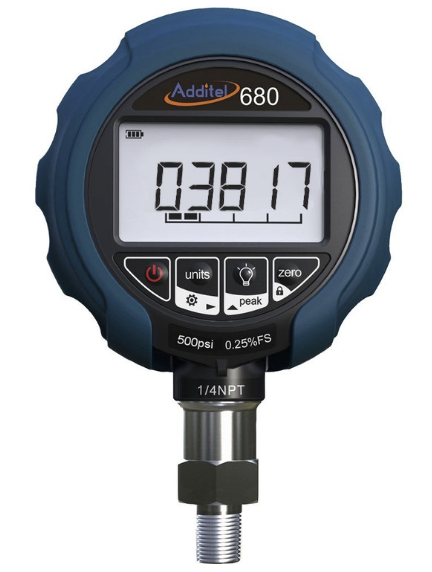 Additel 680
03817
units
zero
peak
500psi 0.25%FS
1/4NPT